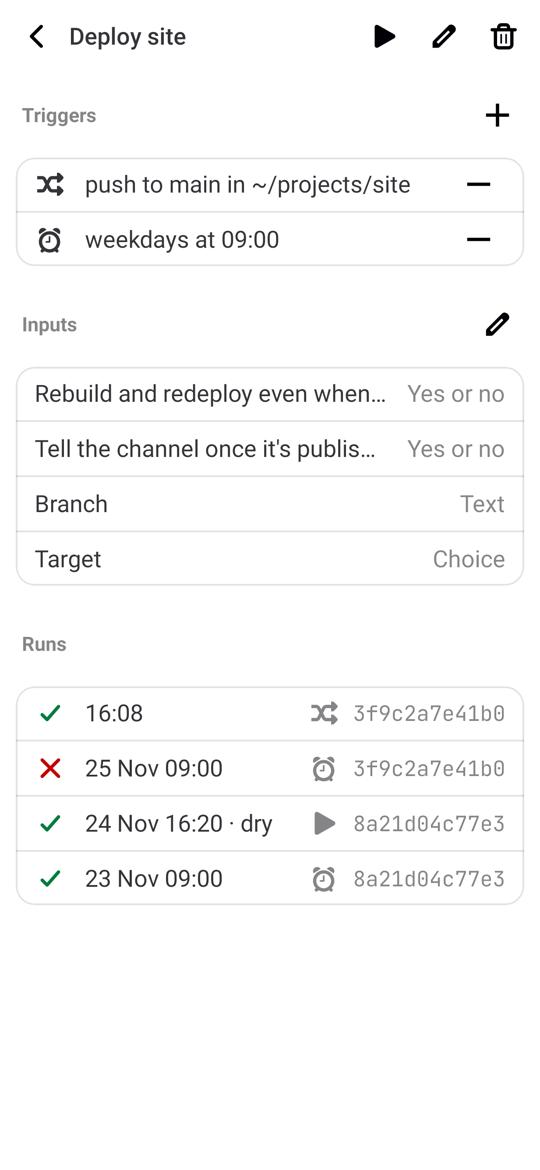 Deploy site
Triggers
push to main in ~/projects/site
weekdays at 09:00
Inputs
Rebuild and redeploy even when... Yes or no
Tell the channel once it's publis... Yes or no
Branch Text
Target Choice
Runs
16:08 3f9c2a7e41b0
25 Nov 09:00 3f9c2a7e41b0
24 Nov 16:20 · dry 8a21d04c77e3
23 Nov 09:00 8a21d04c77e3